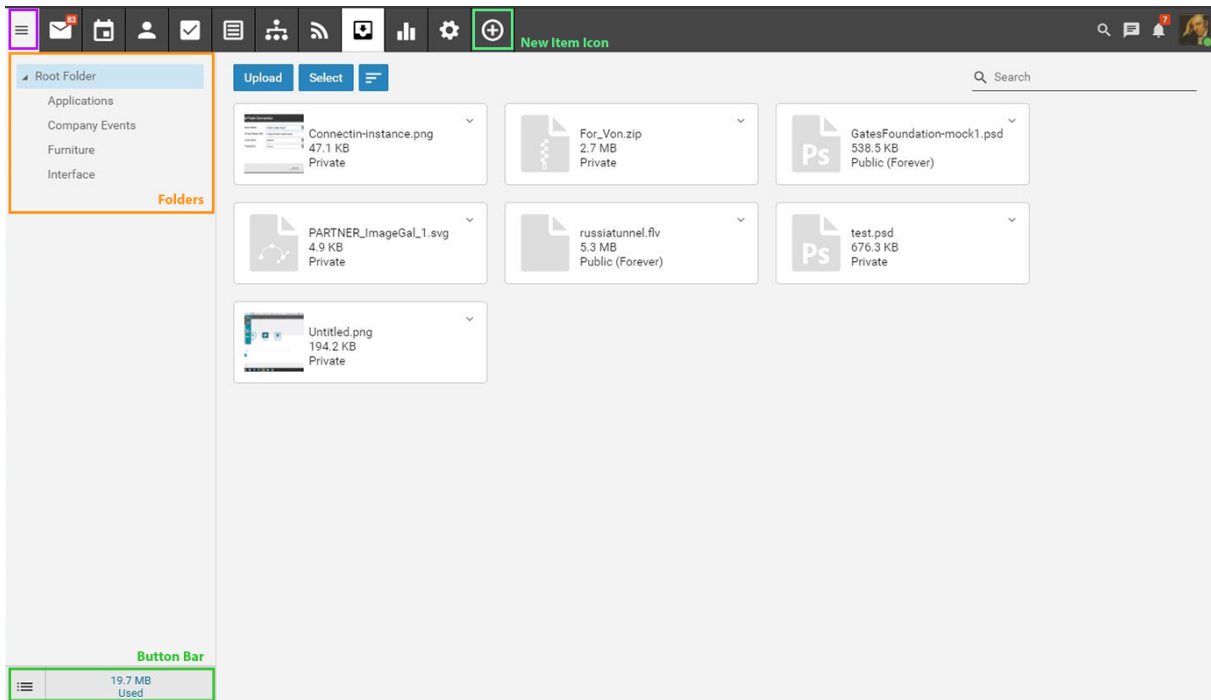 83
7
New Item Icon
Root Folder
Applications
Company Events
Furniture
Interface
Folders
Upload
Select
Search
Connectin-instance.png
47.1 KB
Private
For_Von.zip
2.7 MB
Private
Ps
GatesFoundation-mock1.psd
538.5 KB
Public (Forever)
PARTNER_ImageGal_1.svg
4.9 KB
Private
russiatunnel.flv
5.3 MB
Public (Forever)
Ps
test.psd
676.3 KB
Private
Untitled.png
194.2 KB
Private
Button Bar
19.7 MB
Used